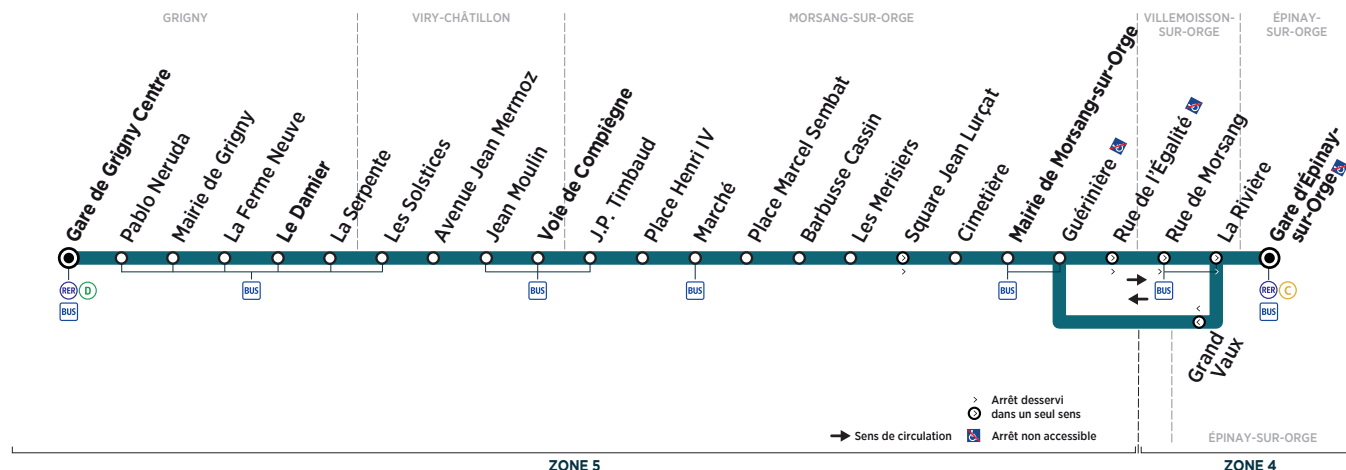 GRIGNY
VIRY-CHÂTILLON
MORSANG-SUR-ORGE
VILLEMOISSON-
SUR-ORGE
ÉPINAY-
SUR-ORGE
Gare de Grigny Centre
Pablo Neruda
Mairie de Grigny
La Ferme Neuve
Le Damier
La Serpente
Les Solstices
Avenue Jean Mermoz
Jean Moulin
Voie de Compiègne
J.P. Timbaud
Place Henri IV
Marché
Place Marcel Sembat
Barbusse Cassin
Les Merisiers
Square Jean Lurçat
Cimetière
Mairie de Morsang-sur-Orge
Guérinière
Rue de l'Égalité
Rue de Morsang
La Rivière
Gare d'Épinay-
sur-Orge
RER D
BUS
BUS
BUS
BUS
BUS
BUS
RER C
BUS
Grand
Vaux
Arrêt desservi
dans un seul sens
Sens de circulation
Arrêt non accessible
ÉPINAY-SUR-ORGE
ZONE 5
ZONE 4